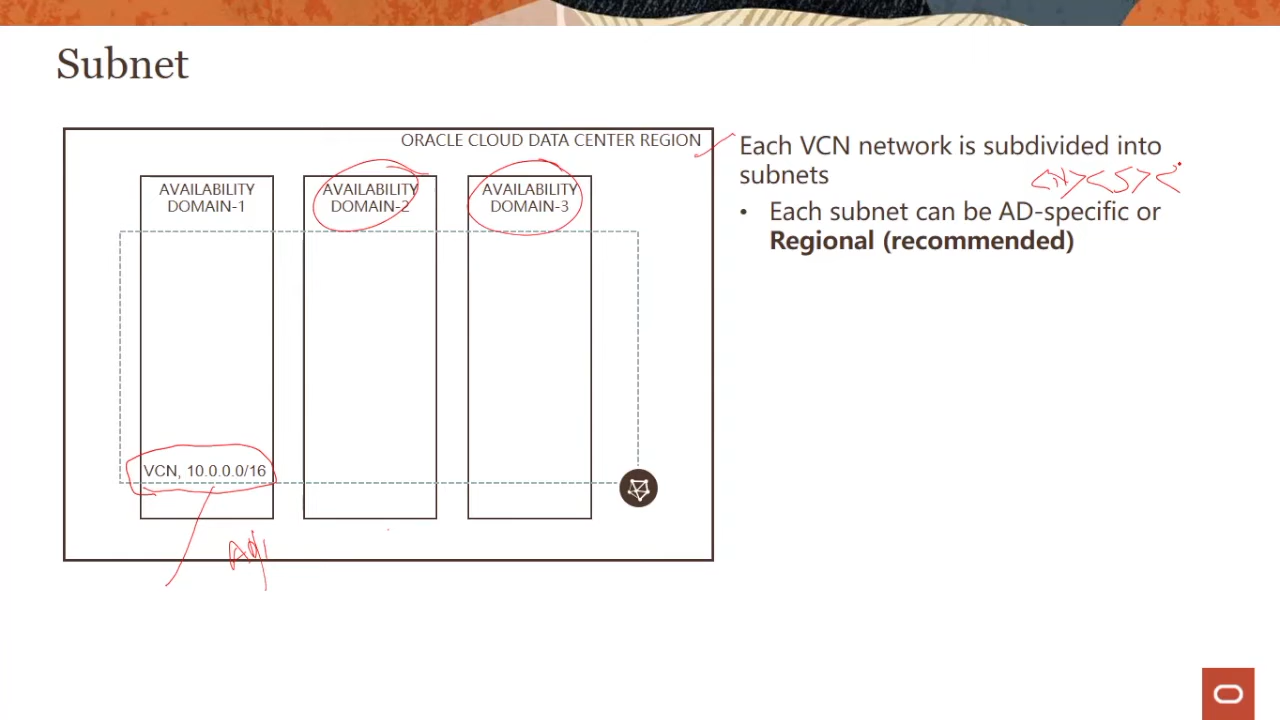 Subnet
ORACLE CLOUD DATA CENTER REGION
AVAILABILITY
DOMAIN-1
AVAILABILITY
DOMAIN-2
AVAILABILITY
DOMAIN-3
VCN, 10.0.0.0/16
Each VCN network is subdivided into
subnets
• Each subnet can be AD-specific or
Regional (recommended)